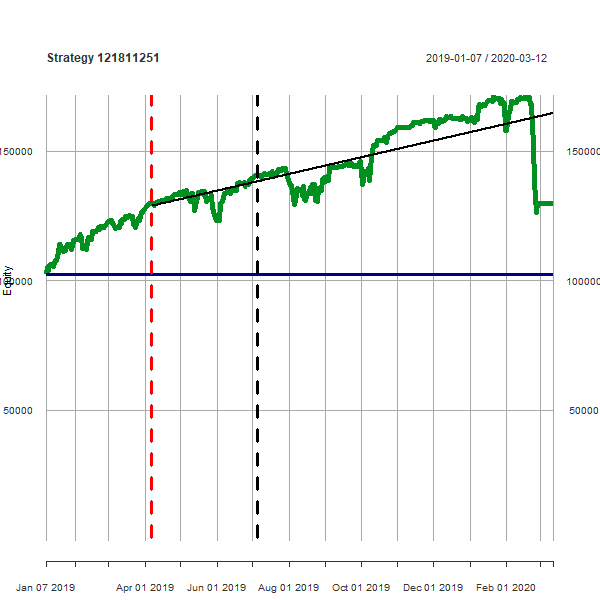 Strategy 121811251 2019-01-07 / 2020-03-12
150000 150000
Equity
100000 100000
50000 50000
Jan 07 2019 Apr 01 2019 Jun 01 2019 Aug 01 2019 Oct 01 2019 Dec 01 2019 Feb 01 2020